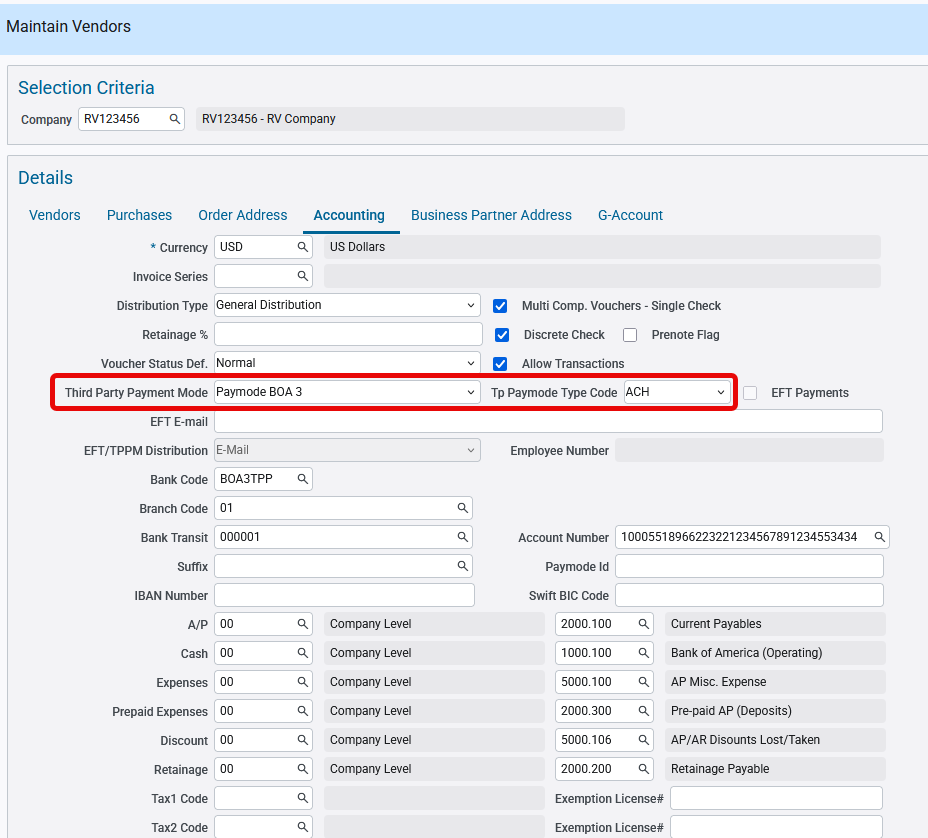 Maintain Vendors
Selection Criteria
Company RV123456 RV123456 - RV Company
Details
Vendors Purchases Order Address Accounting Business Partner Address G-Account
* Currency USD US Dollars
Invoice Series
Distribution Type General Distribution Multi Comp. Vouchers - Single Check
Retainage % Discrete Check Prenote Flag
Voucher Status Def. Normal Allow Transactions
Third Party Payment Mode Paymode BOA 3 Tp Paymode Type Code ACH EFT Payments
EFT E-mail
EFT/TPPM Distribution E-Mail Employee Number
Bank Code BOA3TPP
Branch Code 01
Bank Transit 000001 Account Number 1000551896622322123456789123455​3434
Suffix Paymode Id
IBAN Number Swift BIC Code
A/P 00 Company Level 2000.100 Current Payables
Cash 00 Company Level 1000.100 Bank of America (Operating)
Expenses 00 Company Level 5000.100 AP Misc. Expense
Prepaid Expenses 00 Company Level 2000.300 Pre-paid AP (Deposits)
Discount 00 Company Level 5000.106 AP/AR Disounts Lost/Taken
Retainage 00 Company Level 2000.200 Retainage Payable
Tax1 Code Exemption License#
Tax2 Code Exemption License#